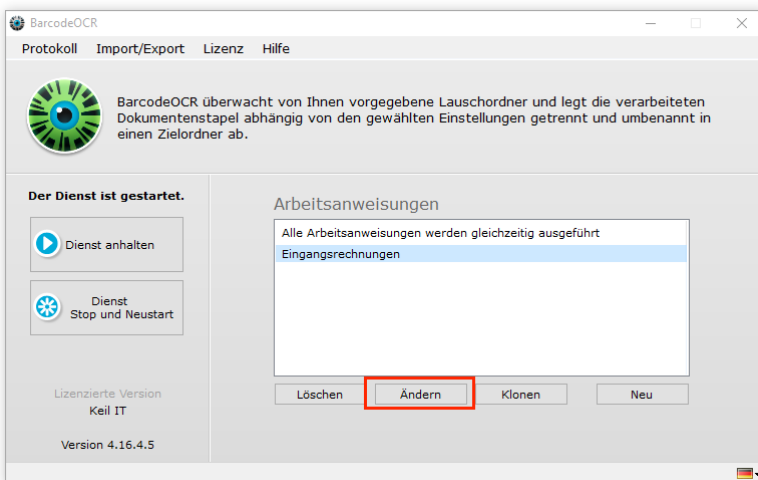 BarcodeOCR
Protokoll Import/Export Lizenz Hilfe
BarcodeOCR überwacht von Ihnen vorgegebene Lauschordner und legt die verarbeiteten
Dokumentenstapel abhängig von den gewählten Einstellungen getrennt und umbenannt in
einen Zielordner ab.
Der Dienst ist gestartet.
Dienst anhalten
Dienst
Stop und Neustart
Lizenzierte Version
Keil IT
Version 4.16.4.5
Arbeitsanweisungen
Alle Arbeitsanweisungen werden gleichzeitig ausgeführt
Eingangsrechnungen
Löschen Ändern Klonen Neu